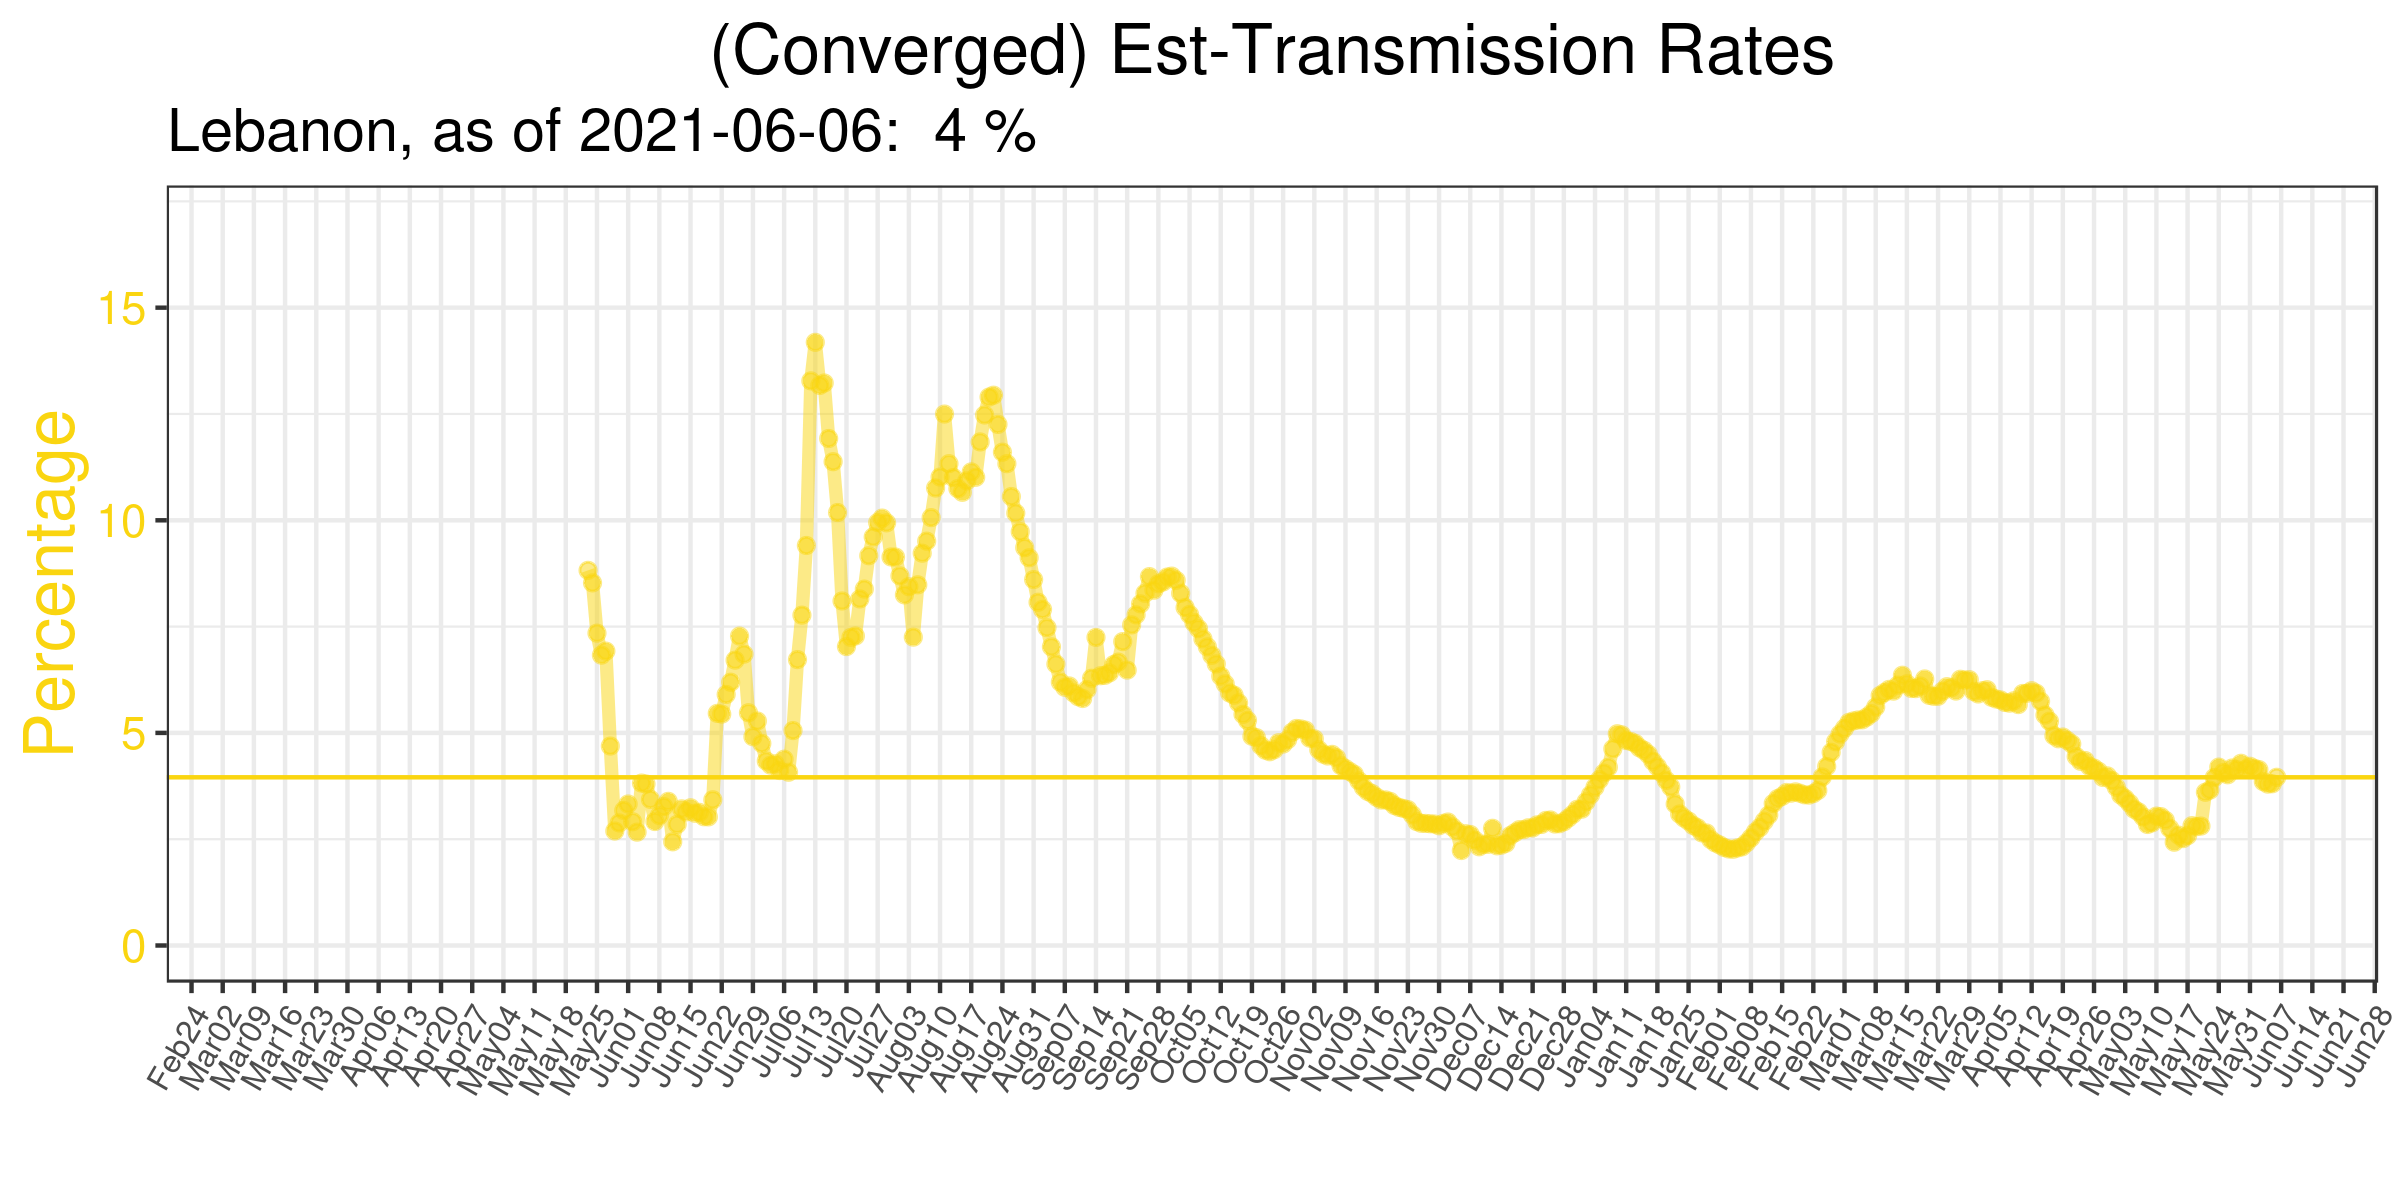 (Converged) Est-Transmission Rates
Lebanon, as of 2021-06-06:  4 %
Percentage
15
10
5
0
Feb24
Mar02
Mar09
Mar16
Mar23
Mar30
Apr06
Apr13
Apr20
Apr27
May04
May11
May18
May25
Jun01
Jun08
Jun15
Jun22
Jun29
Jul06
Jul13
Jul20
Jul27
Aug03
Aug10
Aug17
Aug24
Aug31
Sep07
Sep14
Sep21
Sep28
Oct05
Oct12
Oct19
Oct26
Nov02
Nov09
Nov16
Nov23
Nov30
Dec07
Dec14
Dec21
Dec28
Jan04
Jan11
Jan18
Jan25
Feb01
Feb08
Feb15
Feb22
Mar01
Mar08
Mar15
Mar22
Mar29
Apr05
Apr12
Apr19
Apr26
May03
May10
May17
May24
May31
Jun07
Jun14
Jun21
Jun28